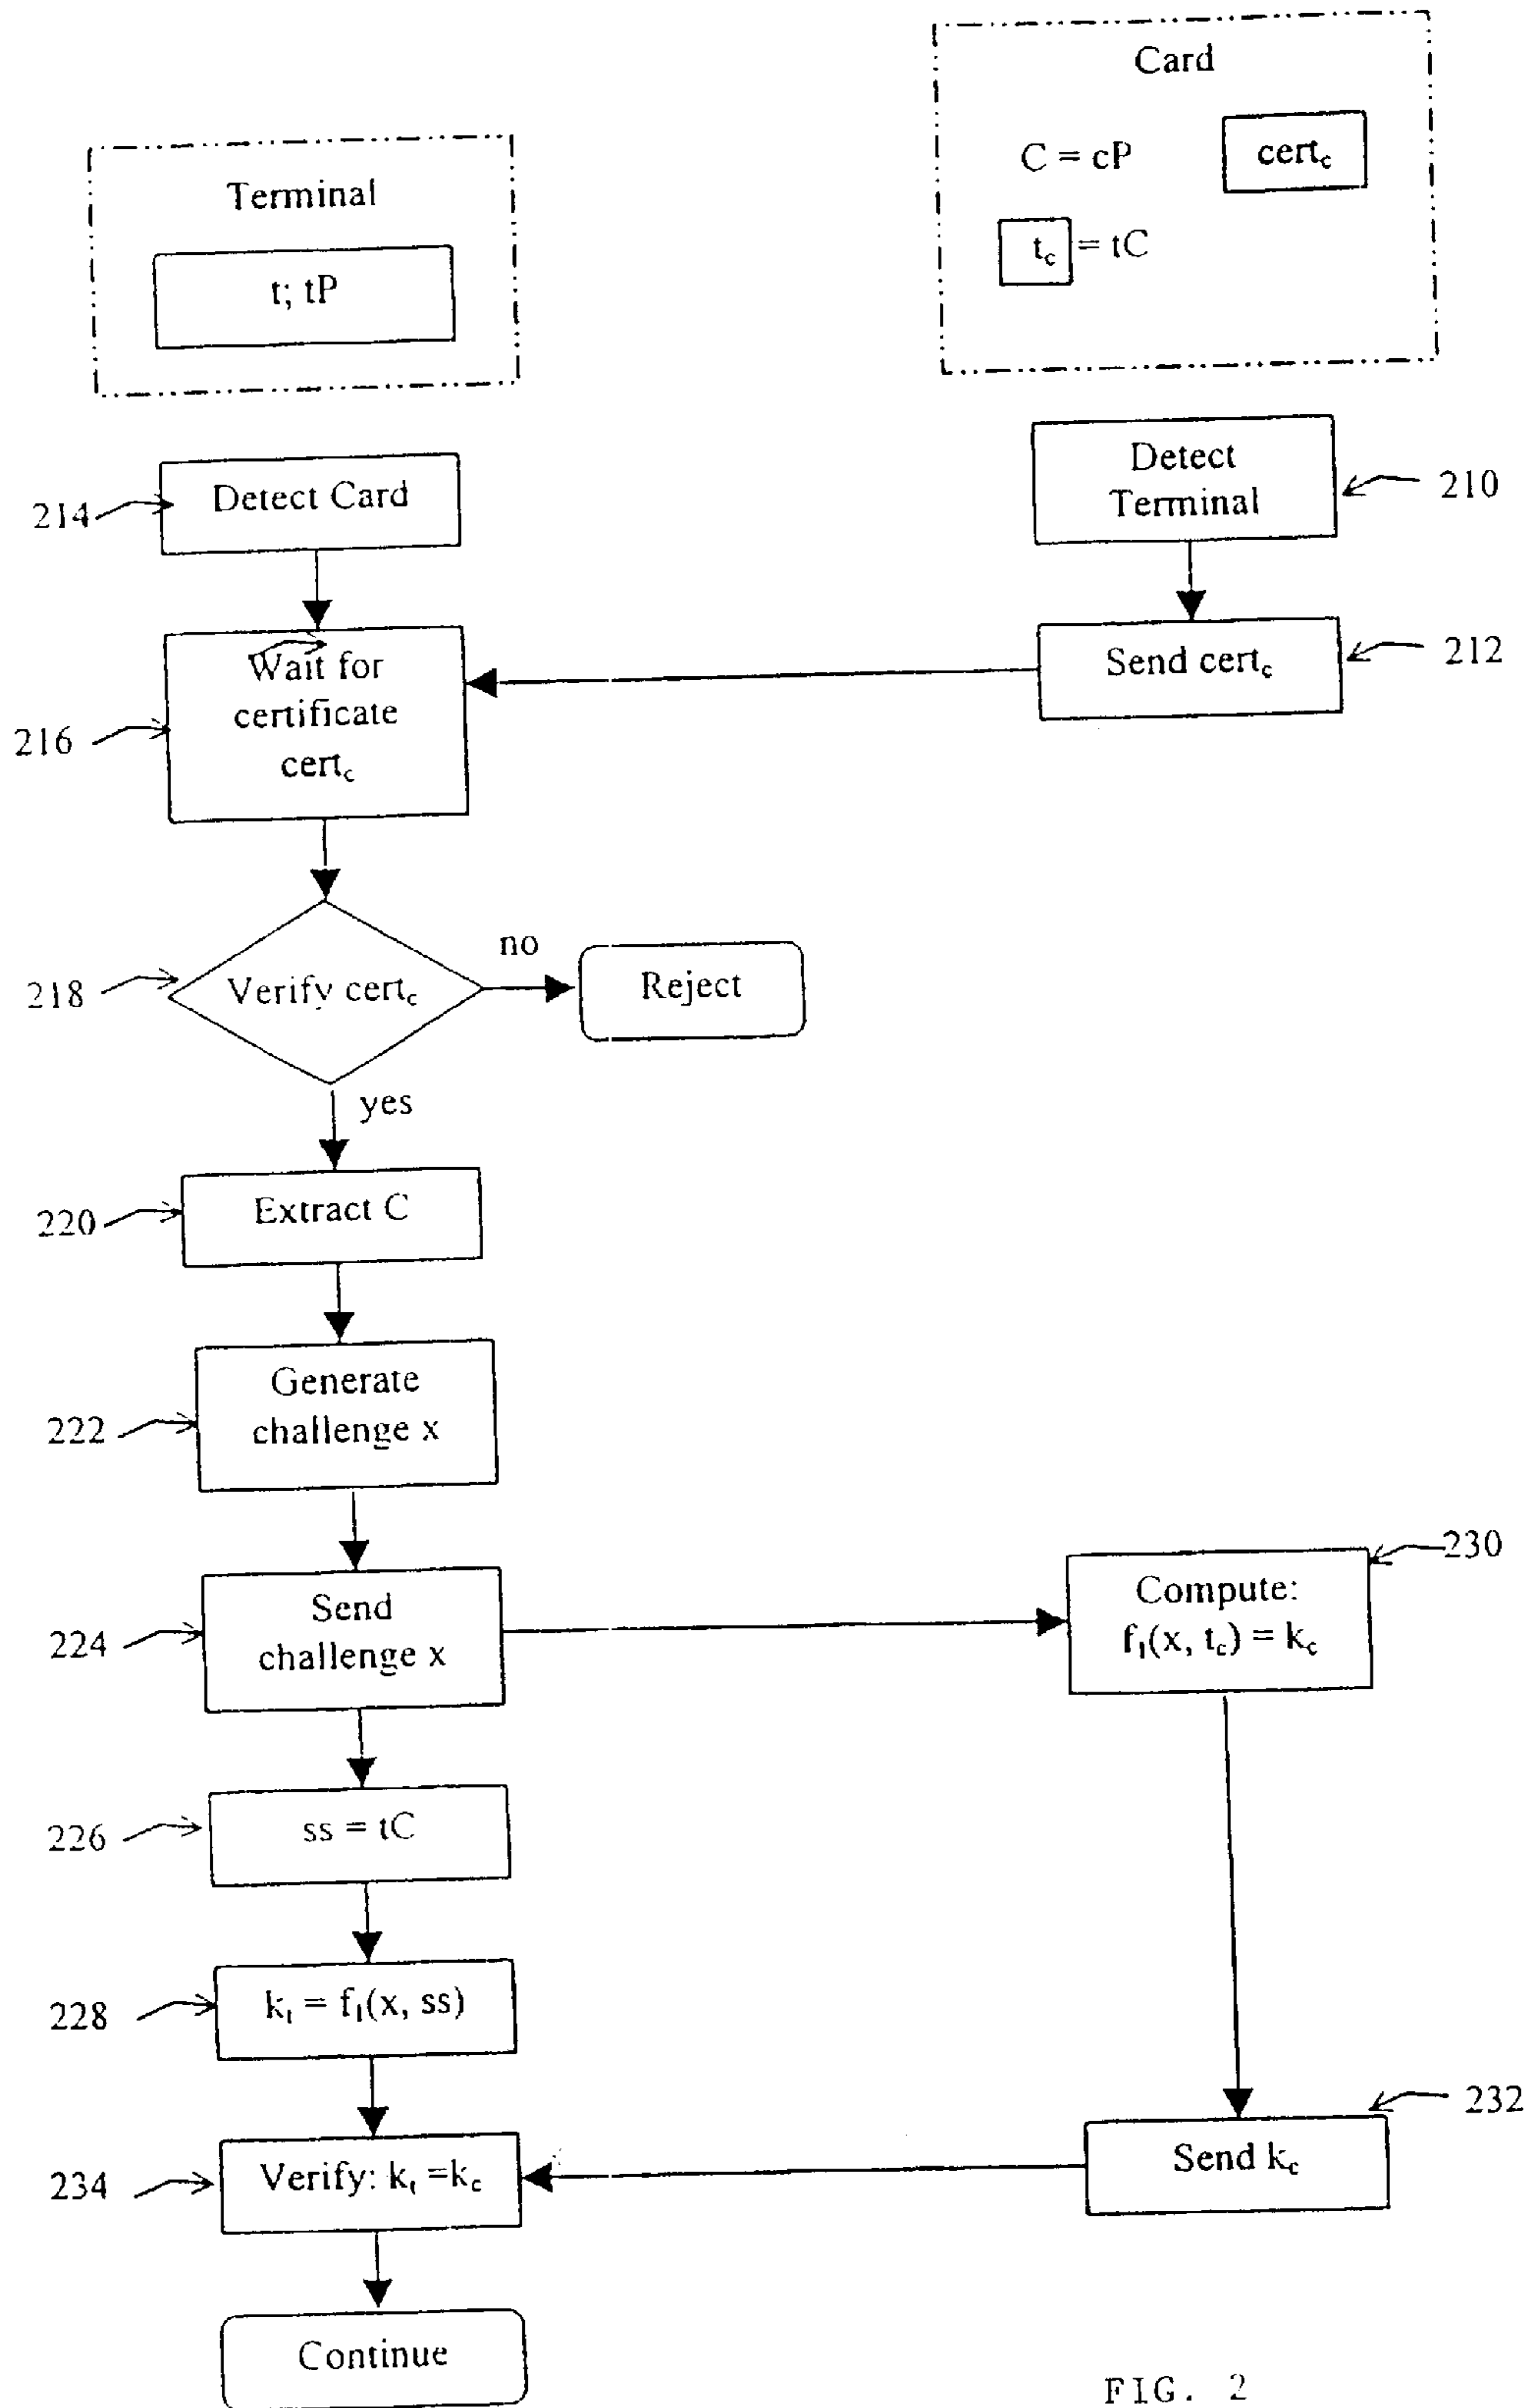 Card
C = cP
cert_c
t_c = tC
Terminal
t; tP
Detect Card
214
Detect
Terminal
210
Wait for
certificate
cert_c
216
Send cert_c
212
Verify cert_c
218
no
Reject
yes
Extract C
220
Generate
challenge x
222
Send
challenge x
224
Compute:
f_1(x, t_c) = k_c
230
ss = tC
226
k_t = f_1(x, ss)
228
Send k_c
232
Verify: k_t =k_c
234
Continue
FIG. 2